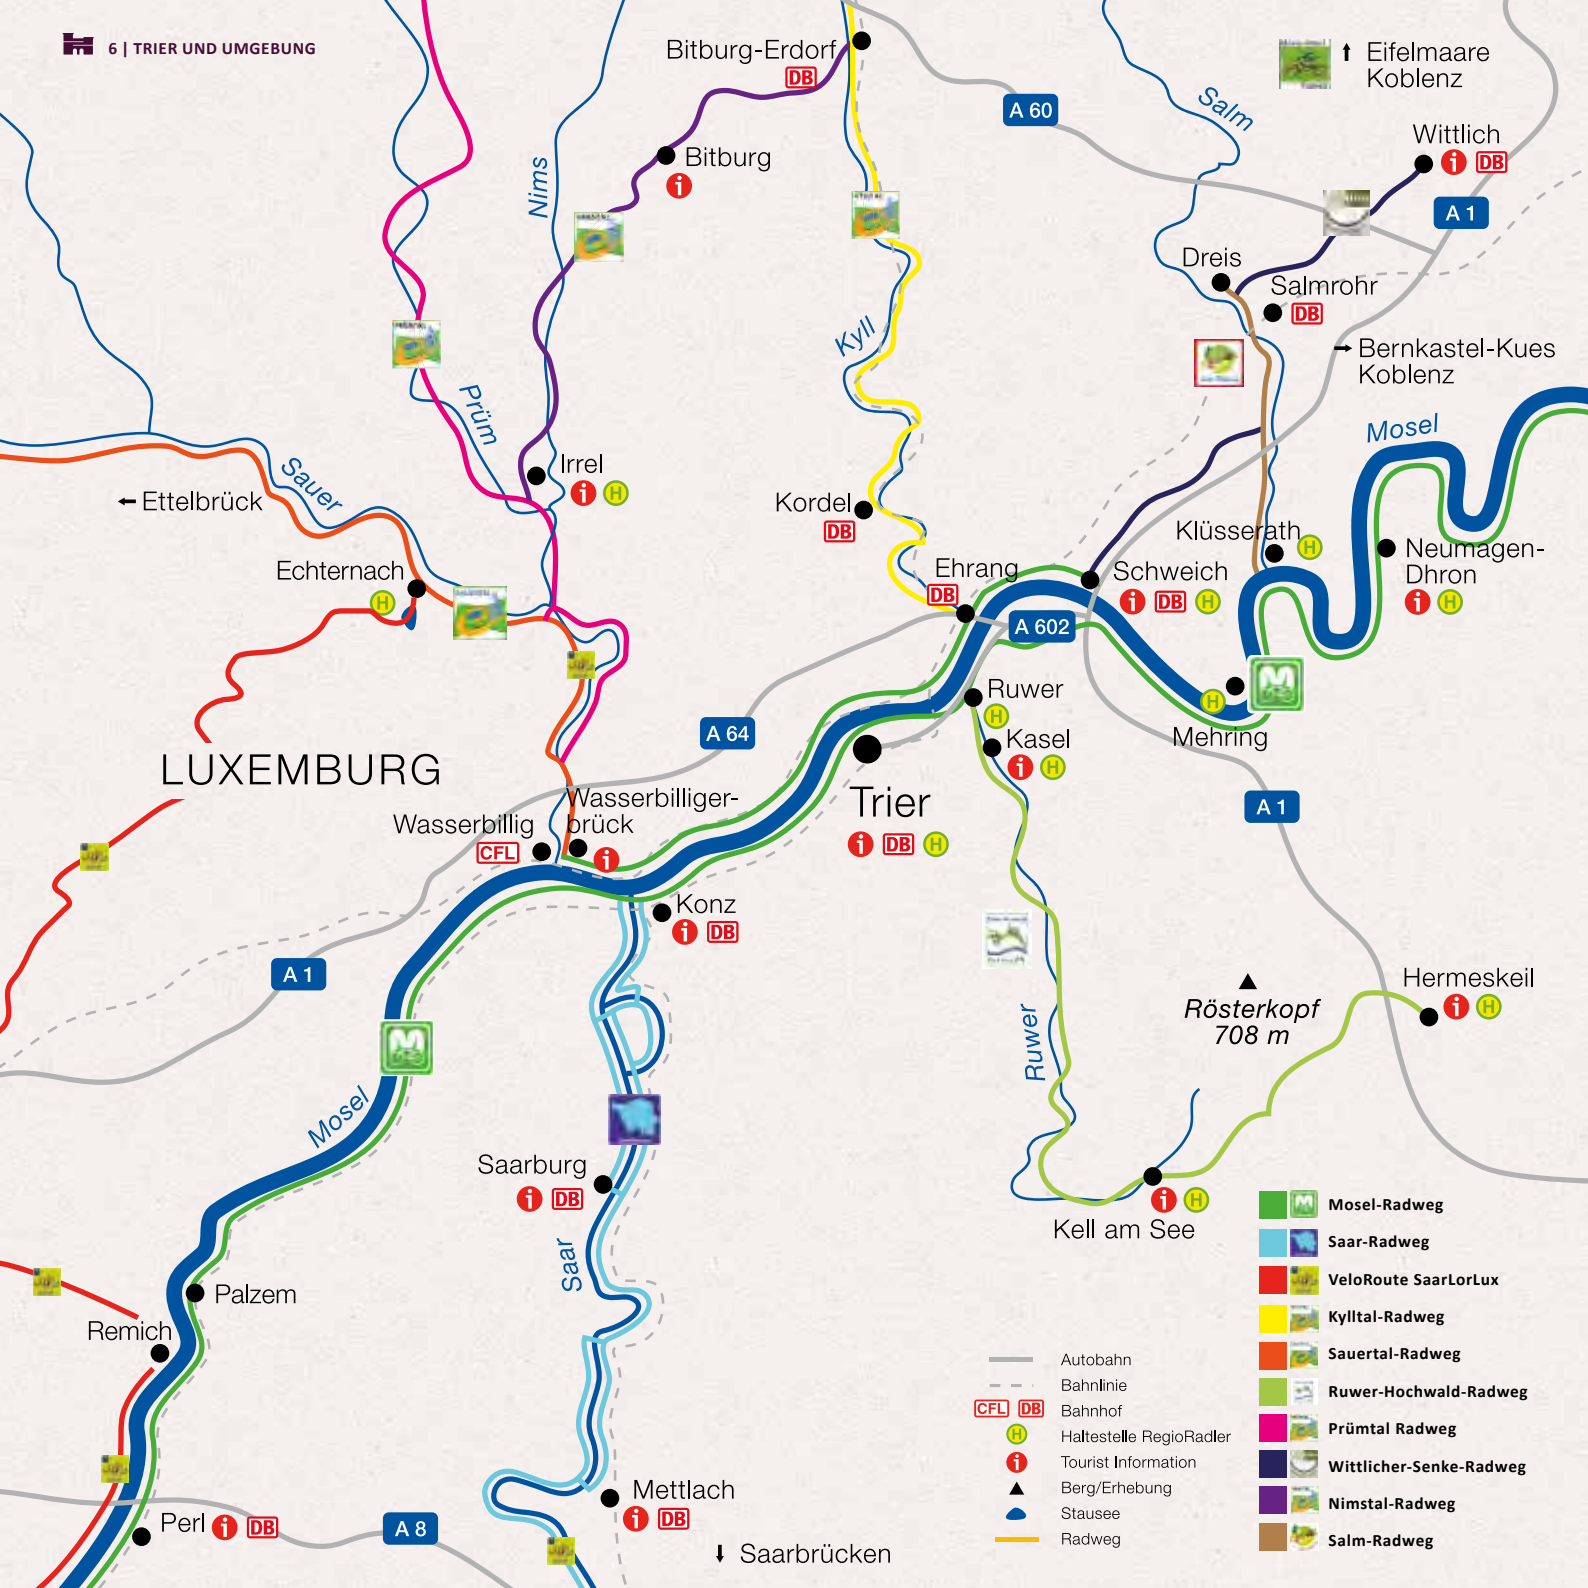 6 | TRIER UND UMGEBUNG
Bitburg-Erdorf
DB
Eifelmaare
Koblenz
A 60
Salm
Wittlich
i DB
Bitburg
i
Nims
A 1
Dreis
Salmrohr
DB
Kyll
Bernkastel-Kues
Koblenz
Prüm
Mosel
Irrel
i H
Sauer
Ettelbrück
Kordel
DB
Klüsserath
H
Neumagen-
Dhron
i H
Echternach
H
Ehrang
DB
Schweich
i DB H
A 602
Ruwer
H
M
H
Mehring
A 64
Kasel
i H
LUXEMBURG
Trier
i DB H
A 1
Wasserbilliger-
brück
i
Wasserbillig
CFL
Konz
i DB
A 1
Hermeskeil
i H
Rösterkopf
708 m
M
Ruwer
Mosel
Saarburg
i DB
Kell am See
i H
Saar
Palzem
Remich
Mettlach
i DB
Perl i DB
A 8
Saarbrücken
Autobahn
Bahnlinie
CFL DB Bahnhof
H Haltestelle RegioRadler
i Tourist Information
Berg/Erhebung
Stausee
Radweg
M Mosel-Radweg
Saar-Radweg
VeloRoute SaarLorLux
Kylltal-Radweg
Sauertal-Radweg
Ruwer-Hochwald-Radweg
Prümtal Radweg
Wittlicher-Senke-Radweg
Nimstal-Radweg
Salm-Radweg